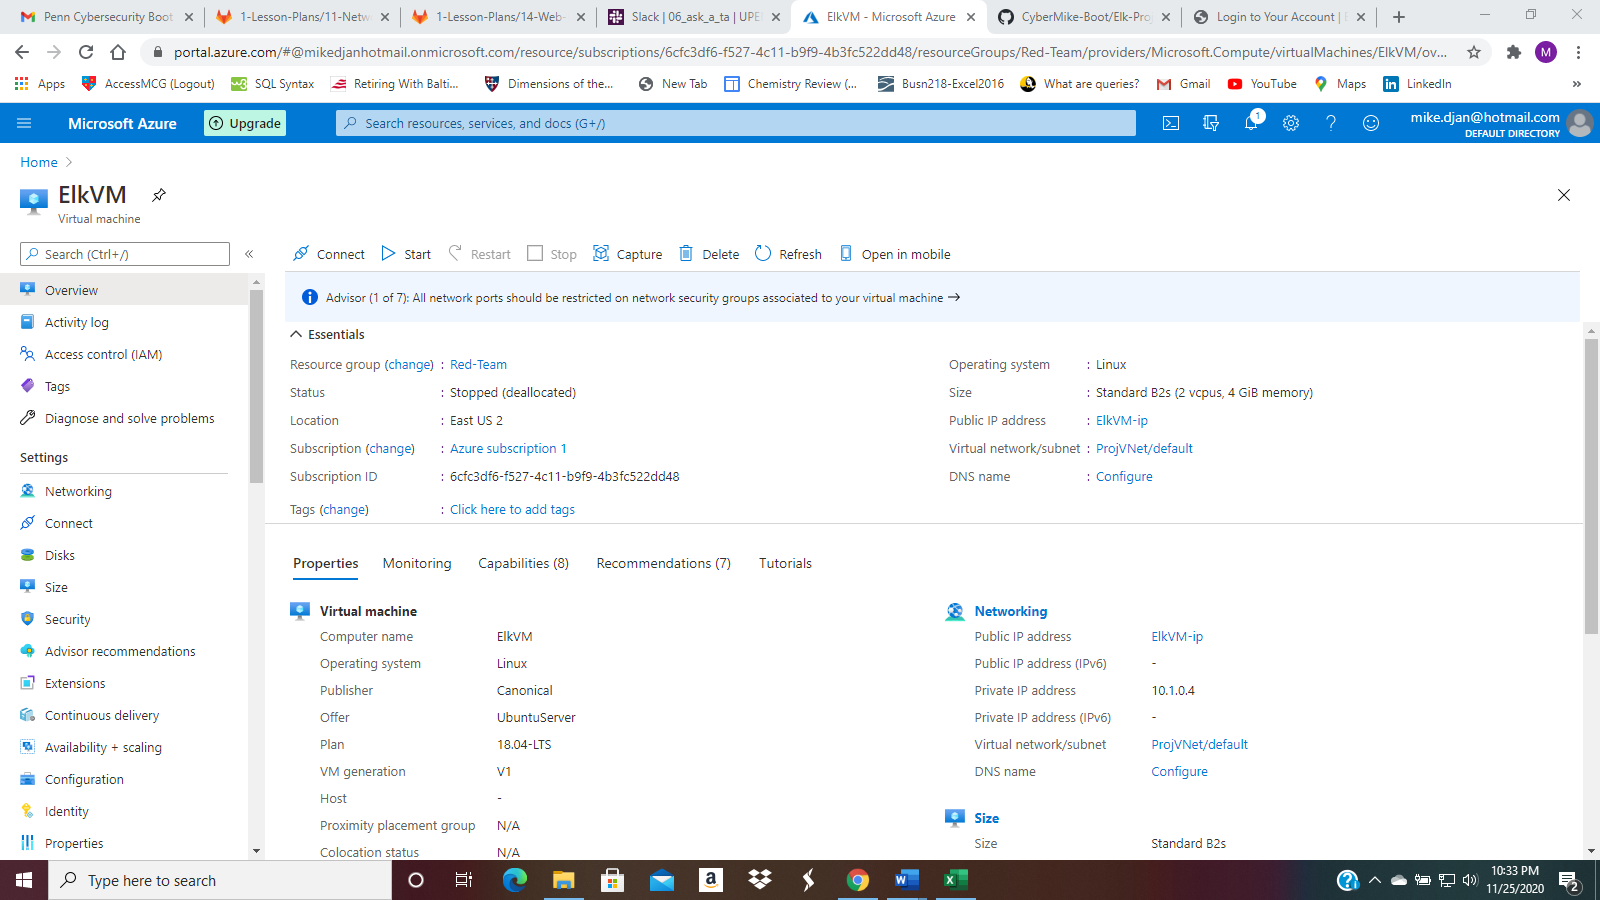 Penn Cybersecurity Boot
1-Lesson-Plans/11-Netw
1-Lesson-Plans/14-Web-
Slack | 06_ask_a_ta | UPE
ElkVM - Microsoft Azure
CyberMike-Boot/Elk-Pro
Login to Your Account |
portal.azure.com/#@mikedjanhotmail.onmicrosoft.com/resource/subscriptions/6cfc3df6-f527-4c11-b9f9-4b3fc522dd48/resourceGroups/Red-Team/providers/Microsoft.Compute/virtualMachines/ElkVM/ov...
M
Apps
AccessMCG (Logout)
SQL Syntax
Retiring With Balti...
Dimensions of the...
New Tab
Chemistry Review (...
Busn218-Excel2016
What are queries?
Gmail
YouTube
Maps
LinkedIn
»
Microsoft Azure
Upgrade
Search resources, services, and docs (G+/)
1
mike.djan@hotmail.com
DEFAULT DIRECTORY
Home
ElkVM
Virtual machine
Search (Ctrl+/)
«
Connect
Start
Restart
Stop
Capture
Delete
Refresh
Open in mobile
Overview
Activity log
Access control (IAM)
Tags
Diagnose and solve problems
Settings
Networking
Connect
Disks
Size
Security
Advisor recommendations
Extensions
Continuous delivery
Availability + scaling
Configuration
Identity
Properties
Advisor (1 of 7): All network ports should be restricted on network security groups associated to your virtual machine →
Essentials
Resource group (change) : Red-Team
Status : Stopped (deallocated)
Location : East US 2
Subscription (change) : Azure subscription 1
Subscription ID : 6cfc3df6-f527-4c11-b9f9-4b3fc522dd48
Tags (change) : Click here to add tags
Operating system : Linux
Size : Standard B2s (2 vcpus, 4 GiB memory)
Public IP address : ElkVM-ip
Virtual network/subnet : ProjVNet/default
DNS name : Configure
Properties
Monitoring
Capabilities (8)
Recommendations (7)
Tutorials
Virtual machine
Computer name ElkVM
Operating system Linux
Publisher Canonical
Offer UbuntuServer
Plan 18.04-LTS
VM generation V1
Host -
Proximity placement group N/A
Colocation status N/A
Networking
Public IP address ElkVM-ip
Public IP address (IPv6) -
Private IP address 10.1.0.4
Private IP address (IPv6) -
Virtual network/subnet ProjVNet/default
DNS name Configure
Size
Size Standard B2s
Type here to search
10:33 PM
11/25/2020
2